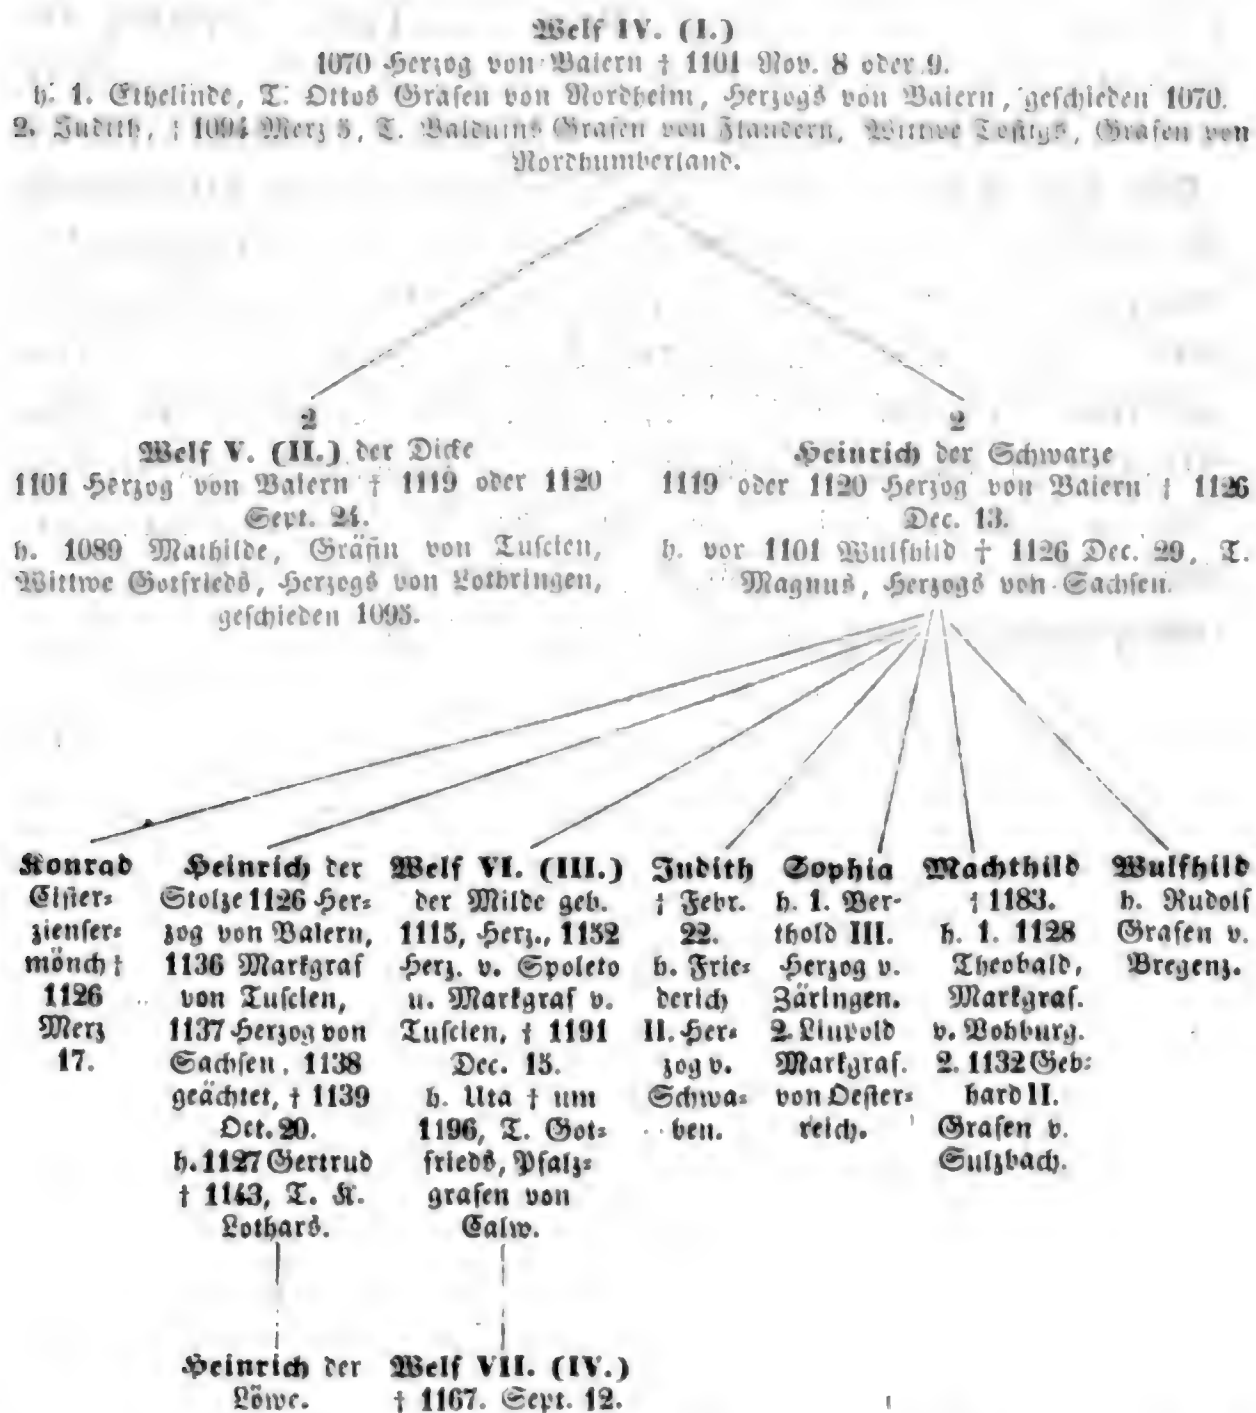 Welf IV. (I.)
1070 Herzog von Baiern † 1101 Nov. 8 oder 9.
h. 1. Ethelinde, T. Ottos Grafen von Nordheim, Herzogs von Baiern, geschieden 1070.
2. Judith, † 1094 Merz 5, T. Balduins Grafen von Flandern, Wittwe Tostigs, Grafen von
Nordhumberland.
2
Welf V. (II.) der Dicke
1101 Herzog von Baiern † 1119 oder 1120
Sept. 24.
h. 1089 Mathilde, Gräfin von Tuscien,
Wittwe Gotfrieds, Herzogs von Lothringen,
geschieden 1095.
2
Heinrich der Schwarze
1119 oder 1120 Herzog von Baiern † 1126
Dec. 13.
h. vor 1101 Wulfhild † 1126 Dec. 29, T.
Magnus, Herzogs von Sachsen.
Konrad
Cister-
zienser-
mönch †
1126
Merz
17.
Heinrich der
Stolze 1126 Her-
zog von Baiern,
1136 Markgraf
von Tuscien,
1137 Herzog von
Sachsen, 1138
geächtet, † 1139
Oct. 20.
h. 1127 Gertrud
† 1143, T. K.
Lothars.
Welf VI. (III.)
der Milde geb.
1115, Herz., 1152
Herz. v. Spoleto
u. Markgraf v.
Tuscien, † 1191
Dec. 15.
h. Uta † um
1196, T. Got-
frieds, Pfalz-
grafen von
Calw.
Judith
† Febr.
22.
h. Frie-
derich
II. Her-
zog v.
Schwa-
ben.
Sophia
h. 1. Ber-
thold III.
Herzog v.
Zäringen.
2. Liupold
Markgraf.
von Oester-
reich.
Machthild
† 1183.
h. 1. 1128
Theobald,
Markgraf.
v. Vohburg.
2. 1132 Geb-
hard II.
Grafen v.
Sulzbach.
Wulfhild
h. Rudolf
Grafen v.
Bregenz.
Heinrich der
Löwe.
Welf VII. (IV.)
† 1167. Sept. 12.